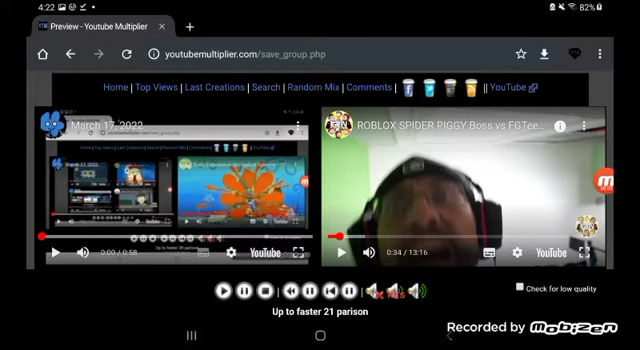 4:22
82%
YTM
Preview - Youtube Multiplier
youtubemultiplier.com/save_group.php
Home | Top Views | Last Creations | Search | Random Mix | Comments | || YouTube
March 17, 2022
ROBLOX SPIDER PIGGY Boss vs FGTee...
0:00 / 0:58
YouTube
0:34 / 13:16
YouTube
Check for low quality
Up to faster 21 parison
Recorded by Mobizen